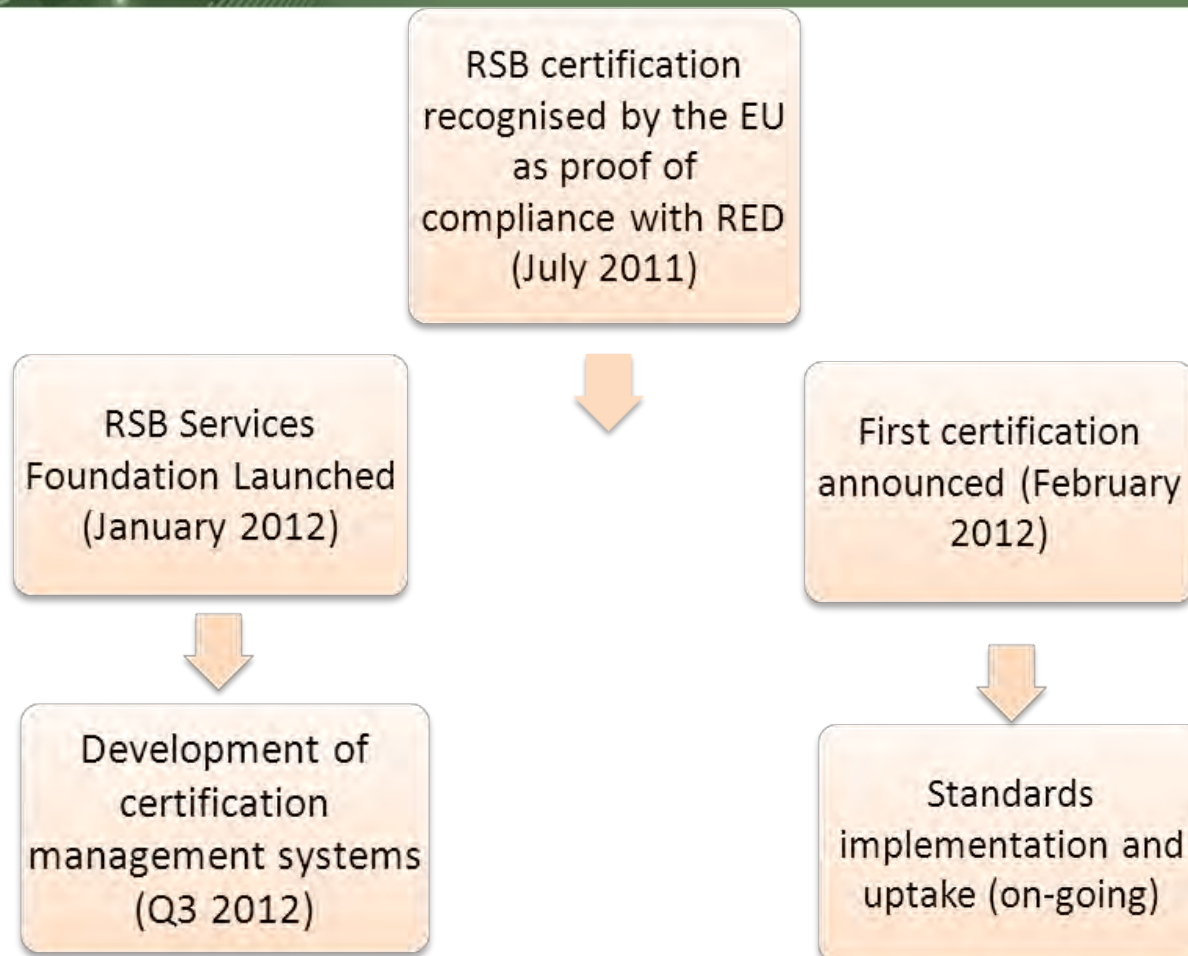 RSB certification
recognised by the EU
as proof of
compliance with RED
(July 2011)
RSB Services
Foundation Launched
(January 2012)
First certification
announced (February
2012)
Development of
certification
management systems
(Q3 2012)
Standards
implementation and
uptake (on-going)